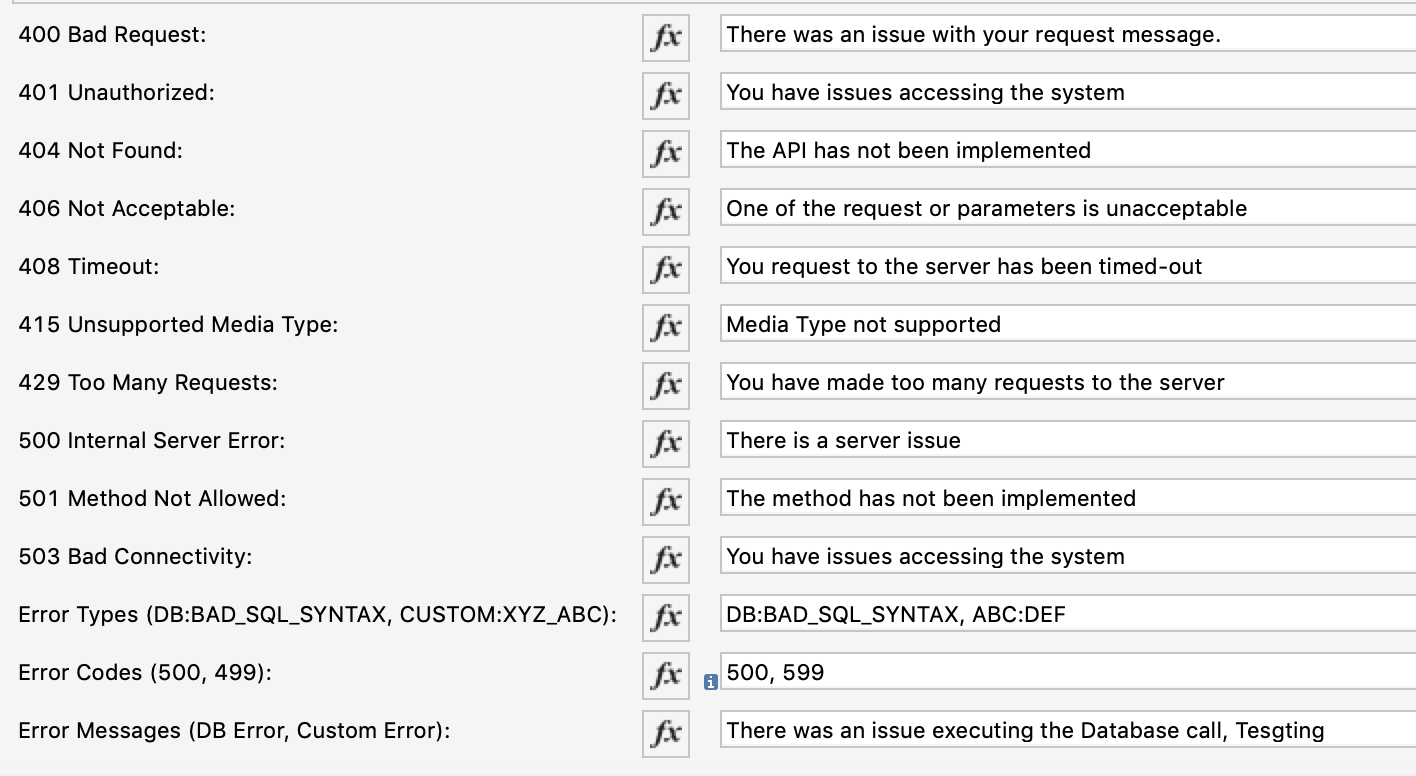 400 Bad Request: fx There was an issue with your request message.
401 Unauthorized: fx You have issues accessing the system
404 Not Found: fx The API has not been implemented
406 Not Acceptable: fx One of the request or parameters is unacceptable
408 Timeout: fx You request to the server has been timed-out
415 Unsupported Media Type: fx Media Type not supported
429 Too Many Requests: fx You have made too many requests to the server
500 Internal Server Error: fx There is a server issue
501 Method Not Allowed: fx The method has not been implemented
503 Bad Connectivity: fx You have issues accessing the system
Error Types (DB:BAD_SQL_SYNTAX, CUSTOM:XYZ_ABC): fx DB:BAD_SQL_SYNTAX, ABC:DEF
Error Codes (500, 499): fx i 500, 599
Error Messages (DB Error, Custom Error): fx There was an issue executing the Database call, Tesgting